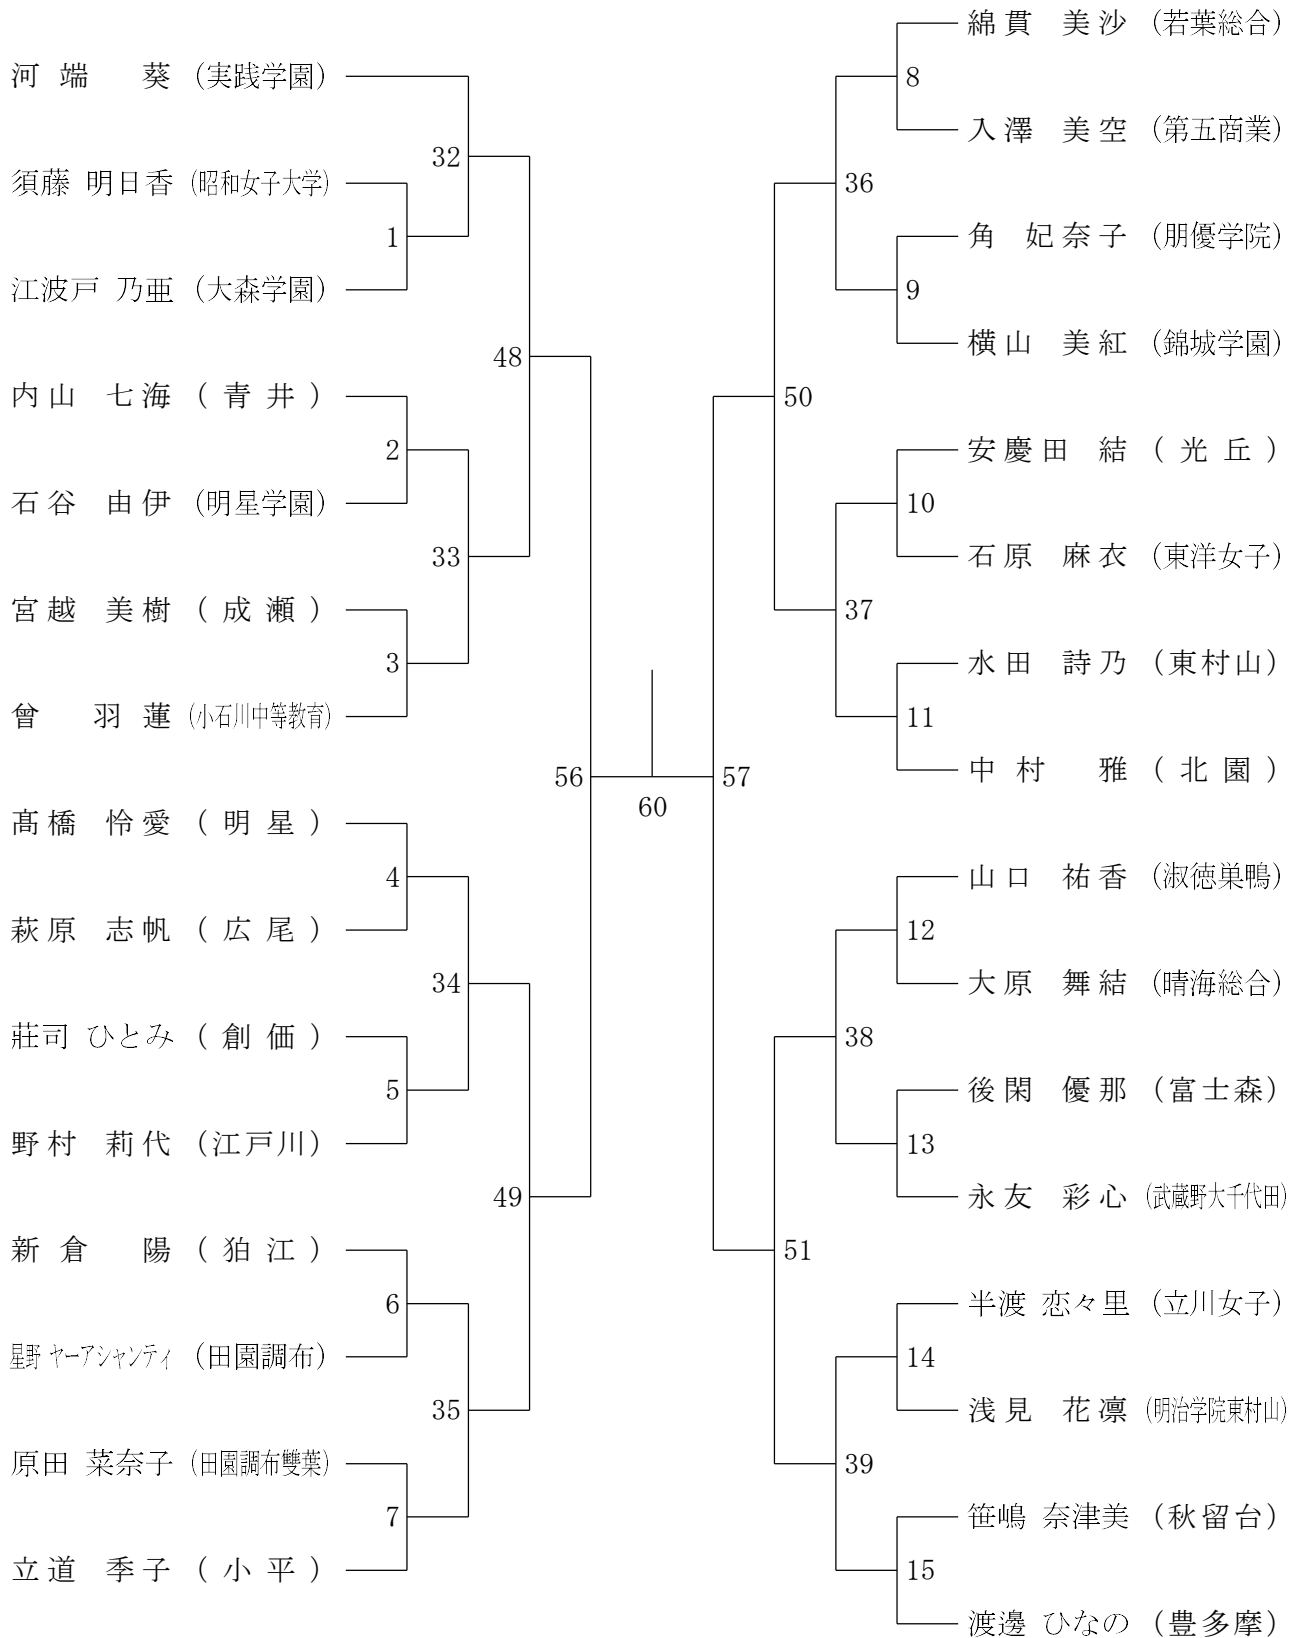 河端 葵 (実践学園)
32
須藤 明日香 (昭和女子大学)
1
江波戸 乃亜 (大森学園)
48
内山 七海 (青井)
2
石谷 由伊 (明星学園)
33
宮越 美樹 (成瀬)
3
曾 羽蓮 (小石川中等教育)
56
髙橋 怜愛 (明星)
4
萩原 志帆 (広尾)
34
莊司 ひとみ (創価)
5
野村 莉代 (江戸川)
49
新倉 陽 (狛江)
6
星野 ヤーアシャンティ (田園調布)
35
原田 菜奈子 (田園調布雙葉)
7
立道 季子 (小平)
60
綿貫 美沙 (若葉総合)
8
入澤 美空 (第五商業)
36
角 妃奈子 (朋優学院)
9
横山 美紅 (錦城学園)
50
安慶田 結 (光丘)
10
石原 麻衣 (東洋女子)
37
水田 詩乃 (東村山)
11
中村 雅 (北園)
57
山口 祐香 (淑徳巣鴨)
12
大原 舞結 (晴海総合)
38
後閑 優那 (富士森)
13
永友 彩心 (武蔵野大千代田)
51
半渡 恋々里 (立川女子)
14
浅見 花凛 (明治学院東村山)
39
笹嶋 奈津美 (秋留台)
15
渡邊 ひなの (豊多摩)